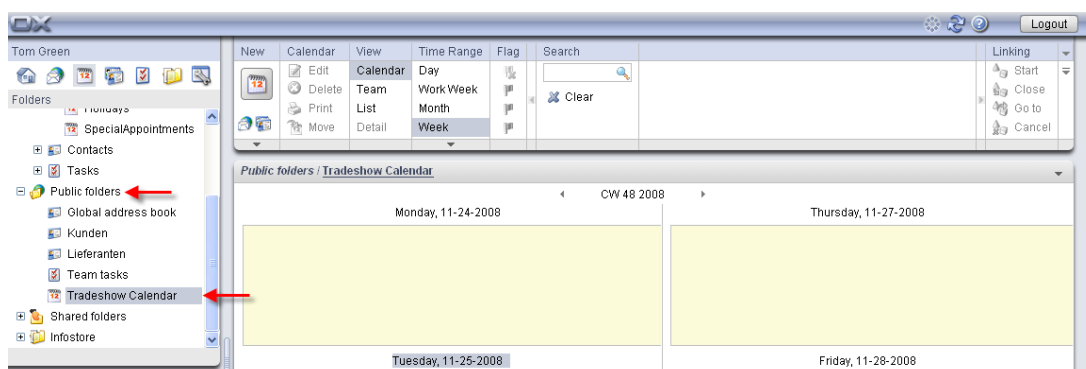 OX
Logout
Tom Green
New Calendar View Time Range Flag Search Linking
Edit Calendar Day Start
Delete Team Work Week Close
Clear
Print List Month Go to
Move Detail Week Cancel
Folders
Holidays
SpecialAppointments
Contacts
Tasks
Public folders
Global address book
Kunden
Lieferanten
Team tasks
Tradeshow Calendar
Shared folders
Infostore
Public folders / Tradeshow Calendar
CW 48 2008
Monday, 11-24-2008 Thursday, 11-27-2008
Tuesday, 11-25-2008 Friday, 11-28-2008